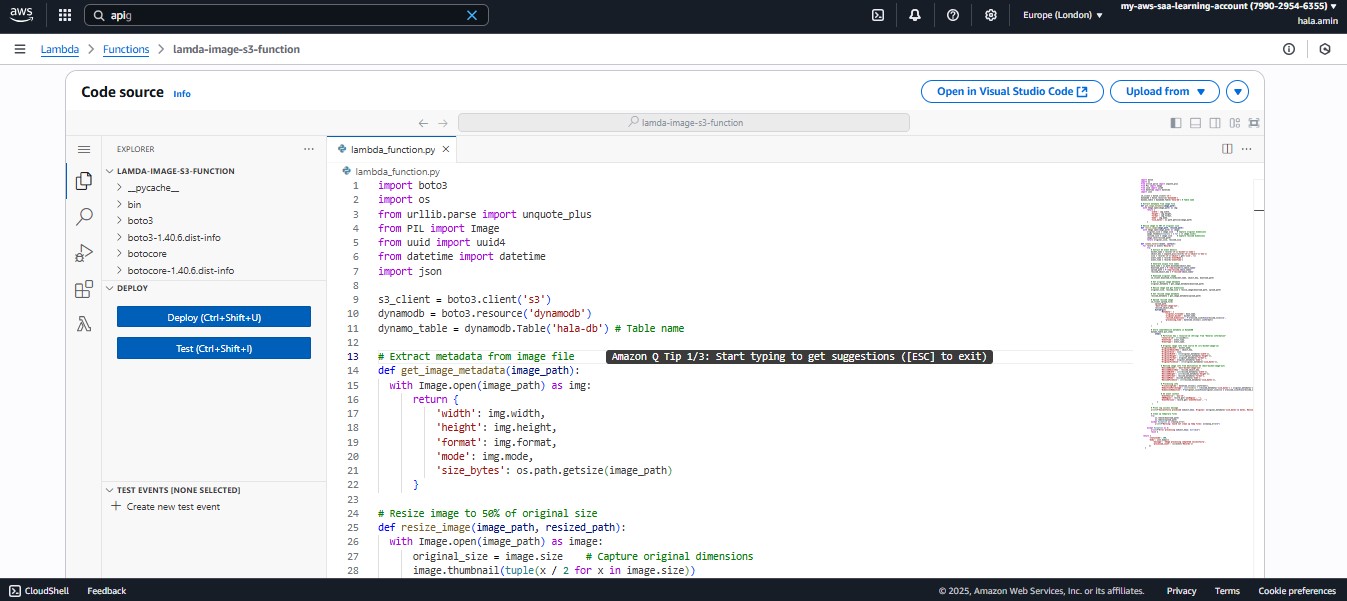 aws
apig
Europe (London)
my-aws-saa-learning-account (7990-2954-6355)
hala.amin
Lambda
Functions
lamda-image-s3-function
Code source
Info
Open in Visual Studio Code
Upload from
lamda-image-s3-function
EXPLORER
LAMDA-IMAGE-S3-FUNCTION
__pycache__
bin
boto3
boto3-1.40.6.dist-info
botocore
botocore-1.40.6.dist-info
DEPLOY
Deploy (Ctrl+Shift+U)
Test (Ctrl+Shift+I)
TEST EVENTS [NONE SELECTED]
Create new test event
lambda_function.py
lambda_function.py
1 import boto3
2 import os
3 from urllib.parse import unquote_plus
4 from PIL import Image
5 from uuid import uuid4
6 from datetime import datetime
7 import json
8
9 s3_client = boto3.client('s3')
10 dynamodb = boto3.resource('dynamodb')
11 dynamo_table = dynamodb.Table('hala-db') # Table name
12
13 # Extract metadata from image file Amazon Q Tip 1/3: Start typing to get suggestions ([ESC] to exit)
14 def get_image_metadata(image_path):
15 with Image.open(image_path) as img:
16 return {
17 'width': img.width,
18 'height': img.height,
19 'format': img.format,
20 'mode': img.mode,
21 'size_bytes': os.path.getsize(image_path)
22 }
23
24 # Resize image to 50% of original size
25 def resize_image(image_path, resized_path):
26 with Image.open(image_path) as image:
27 original_size = image.size # Capture original dimensions
28 image.thumbnail(tuple(x / 2 for x in image.size))
CloudShell
Feedback
© 2025, Amazon Web Services, Inc. or its affiliates.
Privacy
Terms
Cookie preferences